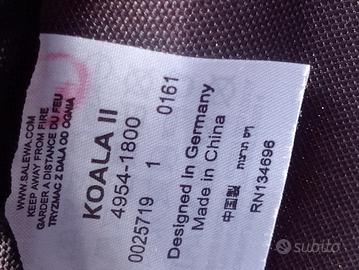 WWW.SALEWA.COM
KEEP AWAY FROM FIRE
GARDER A DISTANCE DU FEU
TRZYMAC Z DALA OD OGNIA
KOALA II
4954-1800
0025719 1 0161
Designed in Germany
Made in China
中国製
RN134696
subito